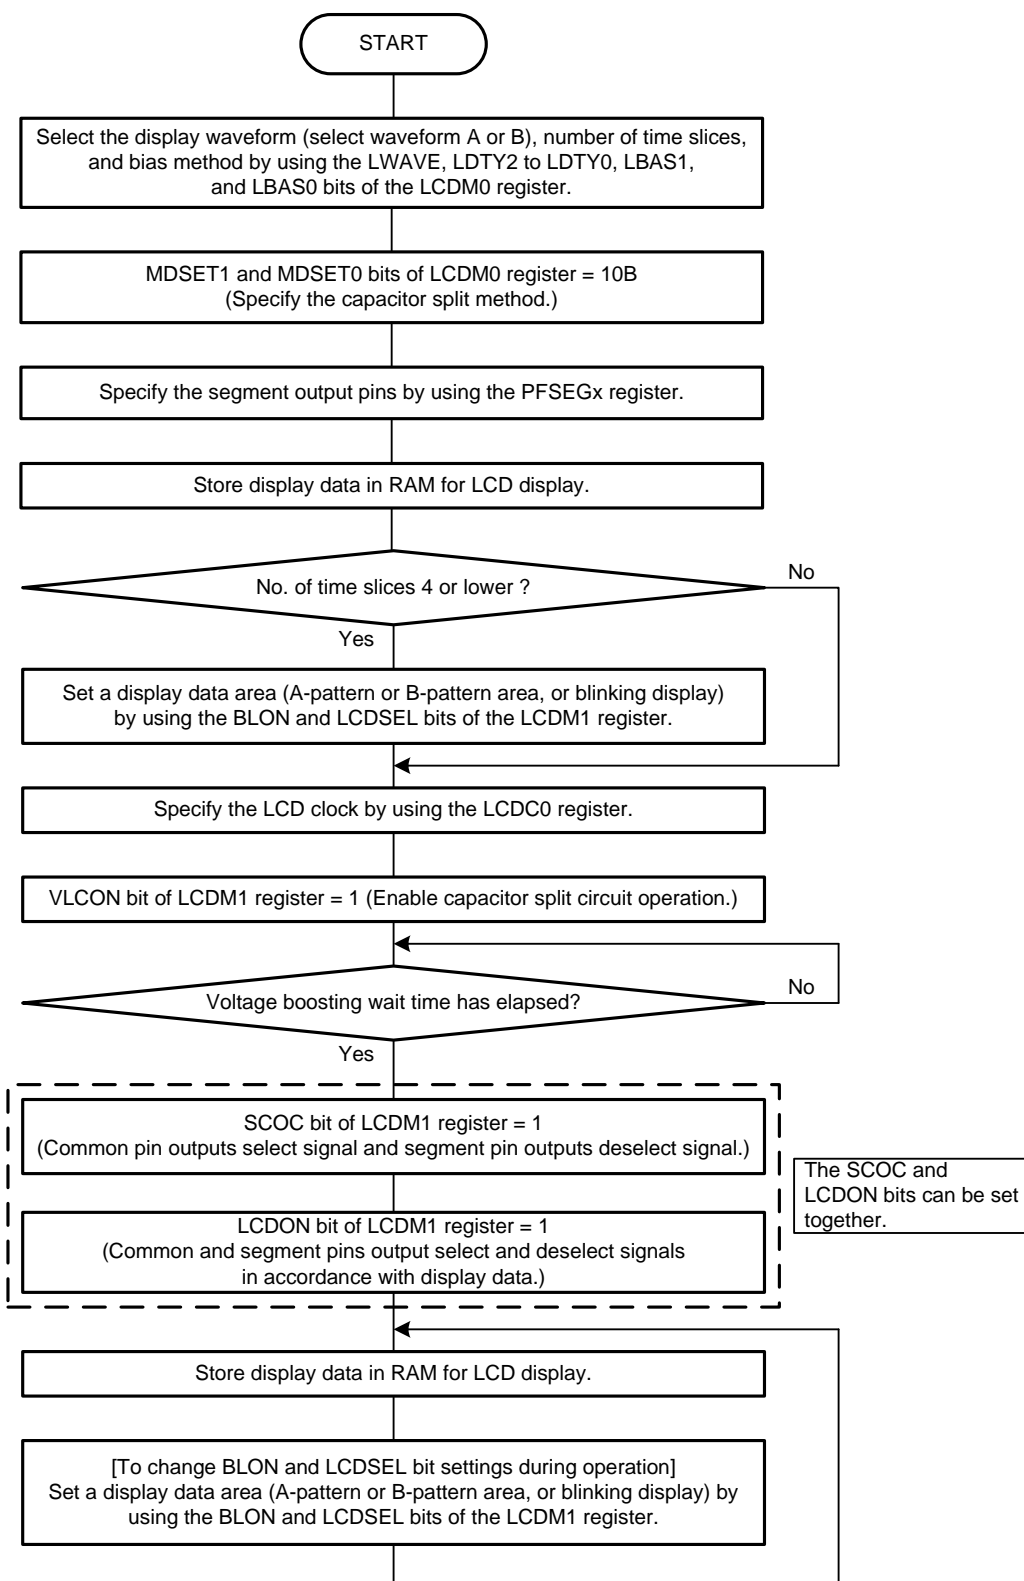 START
Select the display waveform (select waveform A or B), number of time slices,
and bias method by using the LWAVE, LDTY2 to LDTY0, LBAS1,
and LBAS0 bits of the LCDM0 register.
MDSET1 and MDSET0 bits of LCDM0 register = 10B
(Specify the capacitor split method.)
Specify the segment output pins by using the PFSEGx register.
Store display data in RAM for LCD display.
No. of time slices 4 or lower ?
No
Yes
Set a display data area (A-pattern or B-pattern area, or blinking display)
by using the BLON and LCDSEL bits of the LCDM1 register.
Specify the LCD clock by using the LCDC0 register.
VLCON bit of LCDM1 register = 1 (Enable capacitor split circuit operation.)
Voltage boosting wait time has elapsed?
No
Yes
SCOC bit of LCDM1 register = 1
(Common pin outputs select signal and segment pin outputs deselect signal.)
The SCOC and
LCDON bits can be set
together.
LCDON bit of LCDM1 register = 1
(Common and segment pins output select and deselect signals
in accordance with display data.)
Store display data in RAM for LCD display.
[To change BLON and LCDSEL bit settings during operation]
Set a display data area (A-pattern or B-pattern area, or blinking display) by
using the BLON and LCDSEL bits of the LCDM1 register.